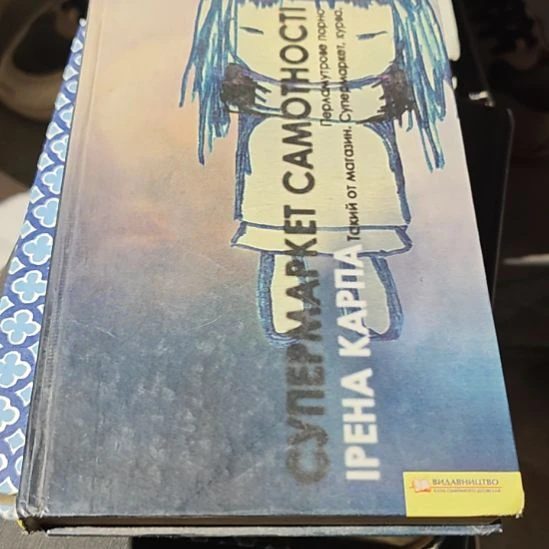 СУПЕРМАРКЕТ САМОТНОСТІ
Перламутрове порно.
ІРЕНА КАРПА
Такий от магазин. Супермаркет, курва.
ВИДАВНИЦТВО